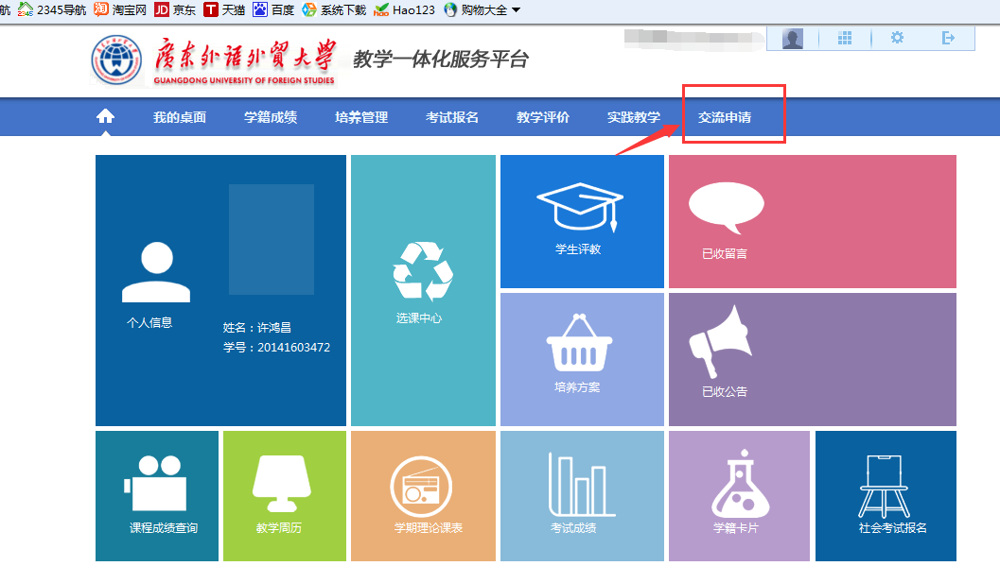 航 2345导航 淘宝网 京东 天猫 百度 系统下载 Hao123 购物大全
廣东外语外贸大学 教学一体化服务平台
GUANGDONG UNIVERSITY OF FOREIGN STUDIES
我的桌面 学籍成绩 培养管理 考试报名 教学评价 实践教学 交流申请
个人信息
姓名：许鸿昌
学号：20141603472
选课中心
学生评教
已收留言
培养方案
已收公告
课程成绩查询
教学周历
学期理论课表
考试成绩
学籍卡片
社会考试报名